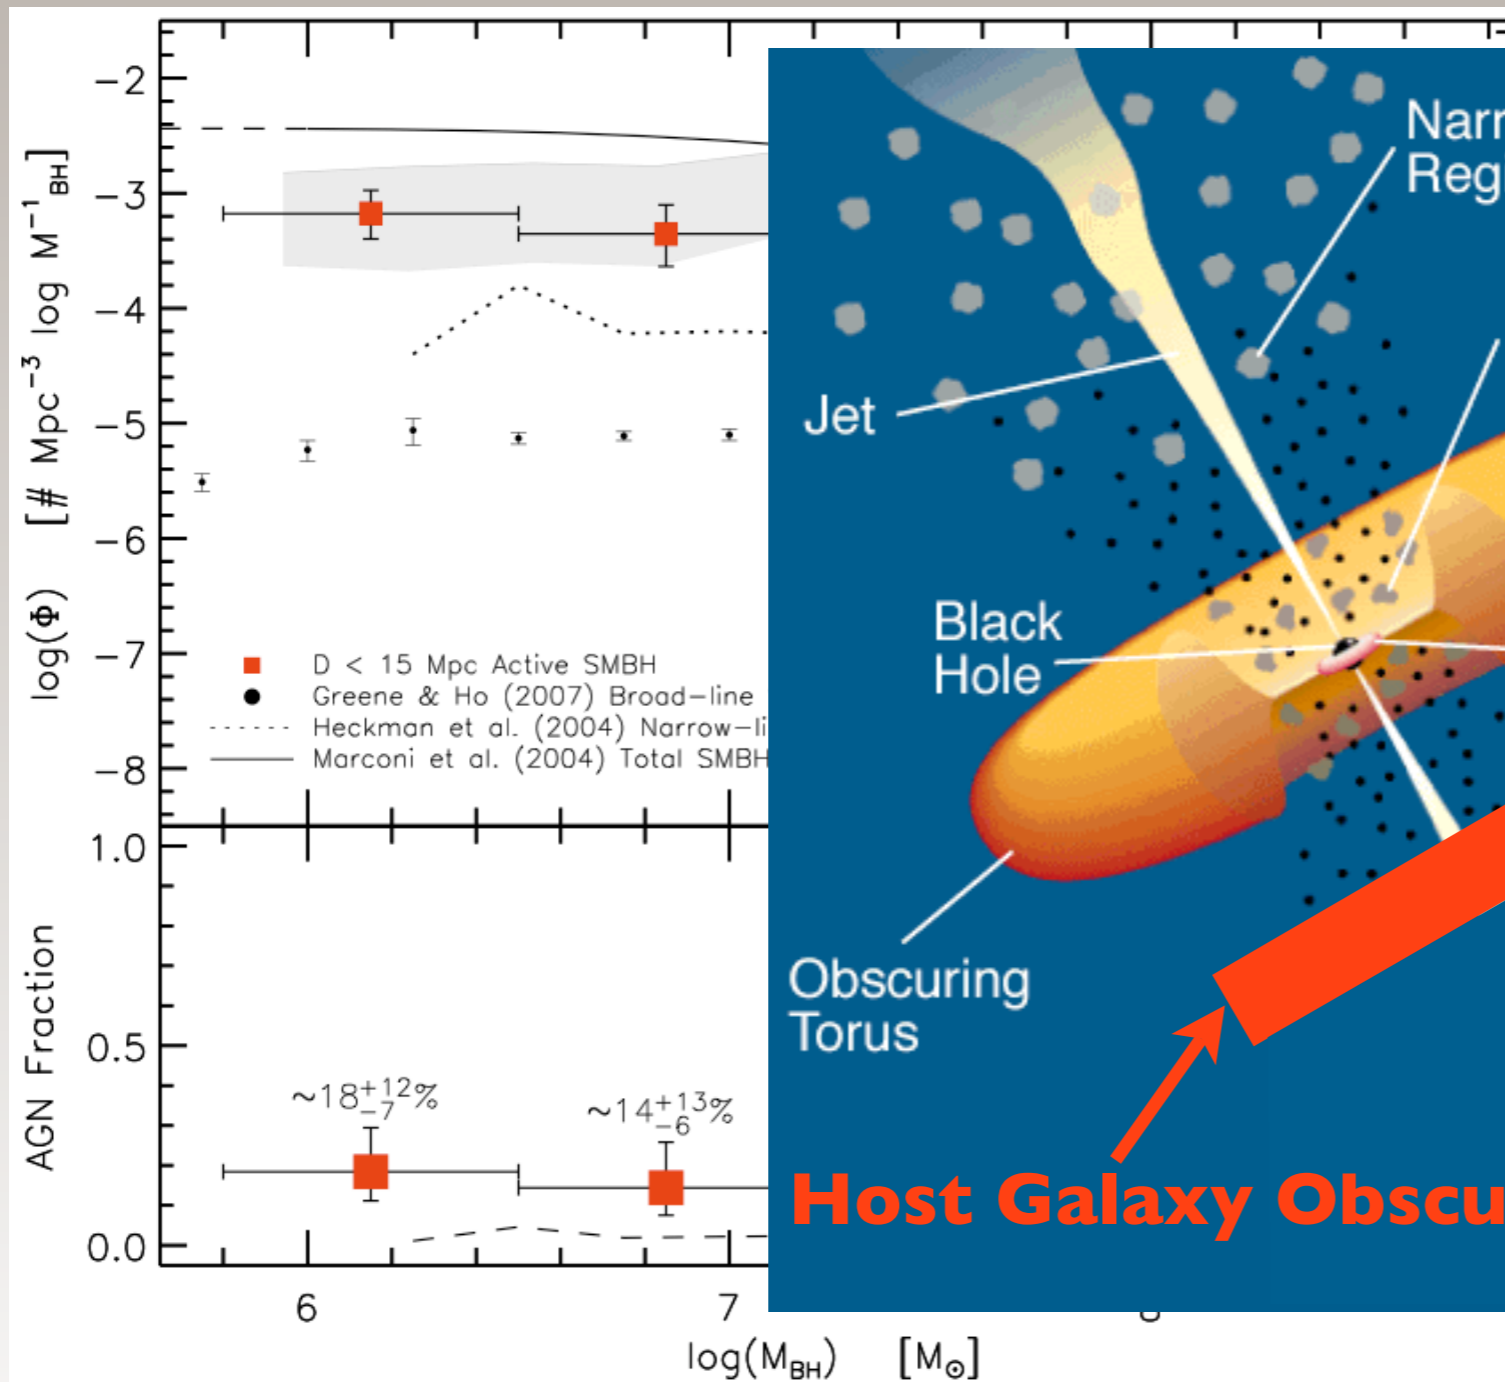 −2
−3
−4
−5
−6
−7
−8
log(Φ) [# Mpc⁻³ log M⁻¹BH]
D < 15 Mpc Active SMBH
Greene & Ho (2007) Broad−line
Heckman et al. (2004) Narrow−li
Marconi et al. (2004) Total SMBH
1.0
0.5
0.0
AGN Fraction
~18+12−7%
~14+13−6%
6
7
log(MBH) [M⊙]
Narr
Reg
Jet
Black
Hole
Obscuring
Torus
Host Galaxy Obscu